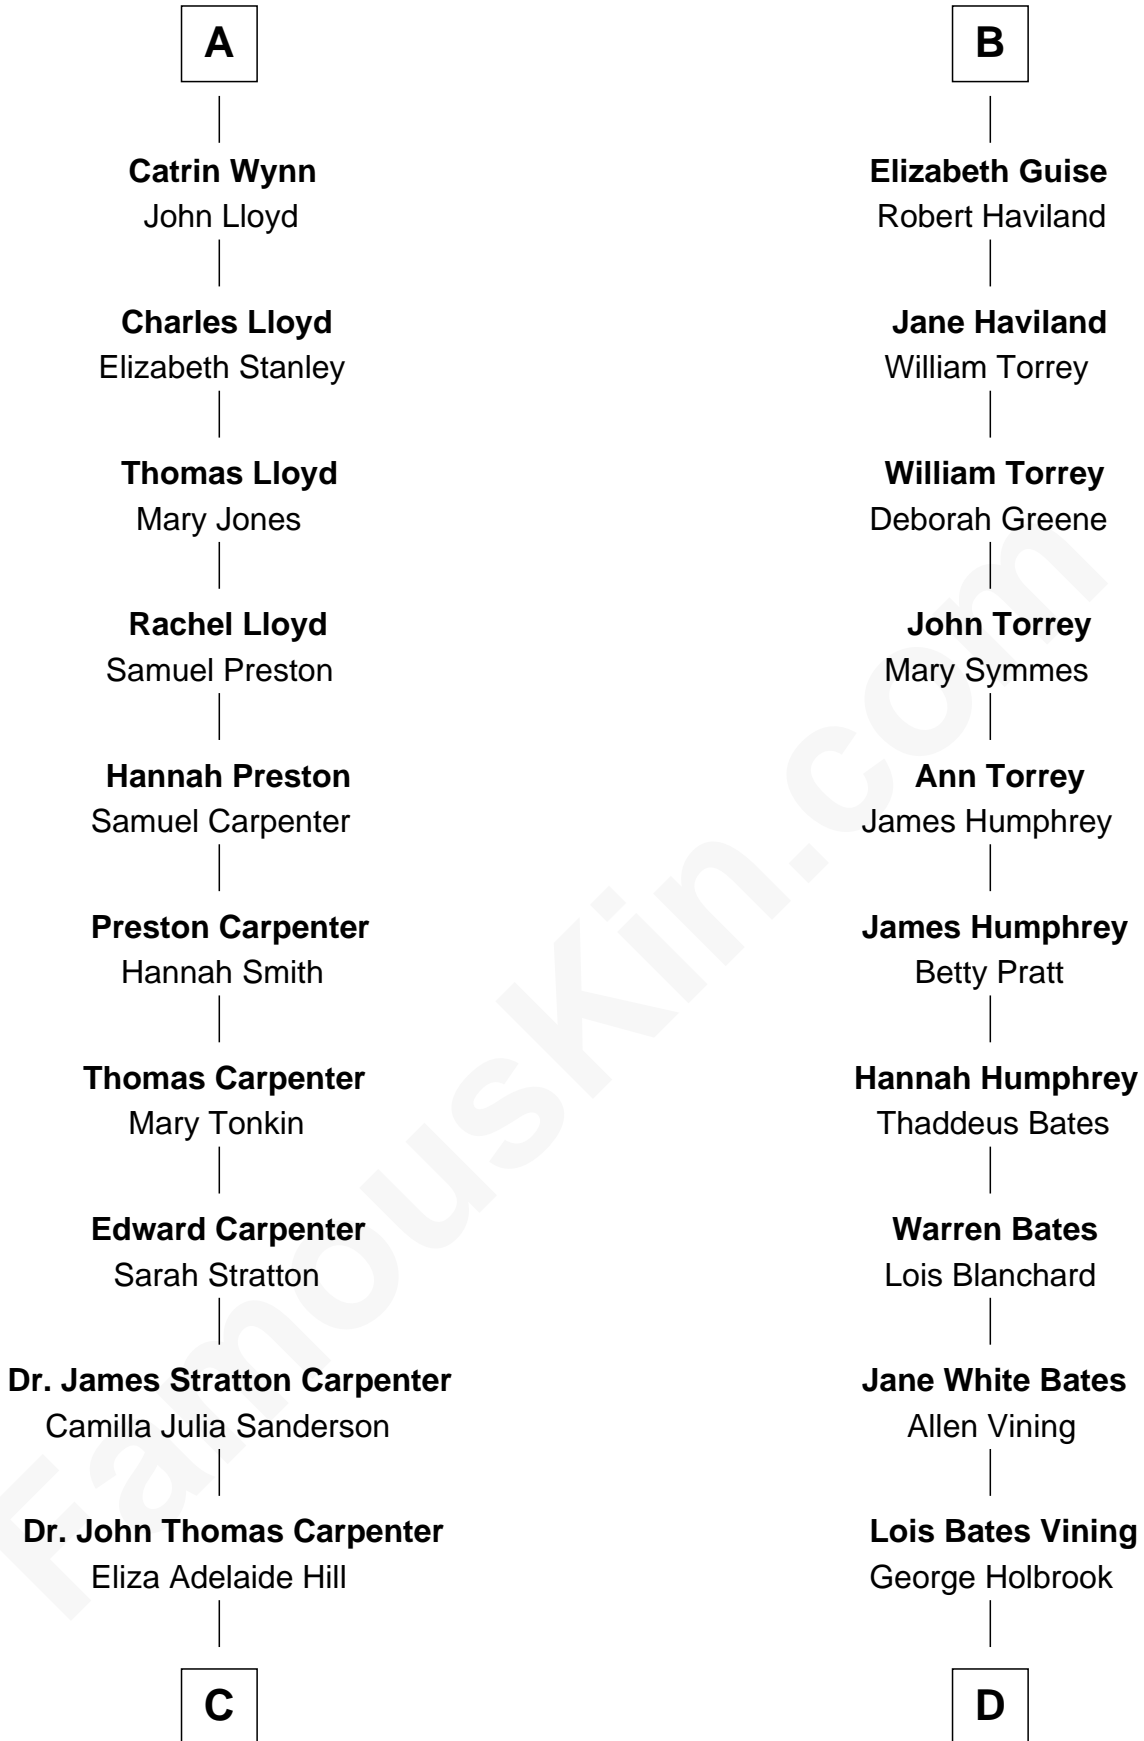 A
Catrin Wynn
John Lloyd
Charles Lloyd
Elizabeth Stanley
Thomas Lloyd
Mary Jones
Rachel Lloyd
Samuel Preston
Hannah Preston
Samuel Carpenter
Preston Carpenter
Hannah Smith
Thomas Carpenter
Mary Tonkin
Edward Carpenter
Sarah Stratton
Dr. James Stratton Carpenter
Camilla Julia Sanderson
Dr. John Thomas Carpenter
Eliza Adelaide Hill
C
B
Elizabeth Guise
Robert Haviland
Jane Haviland
William Torrey
William Torrey
Deborah Greene
John Torrey
Mary Symmes
Ann Torrey
James Humphrey
James Humphrey
Betty Pratt
Hannah Humphrey
Thaddeus Bates
Warren Bates
Lois Blanchard
Jane White Bates
Allen Vining
Lois Bates Vining
George Holbrook
D
FamousKin.com